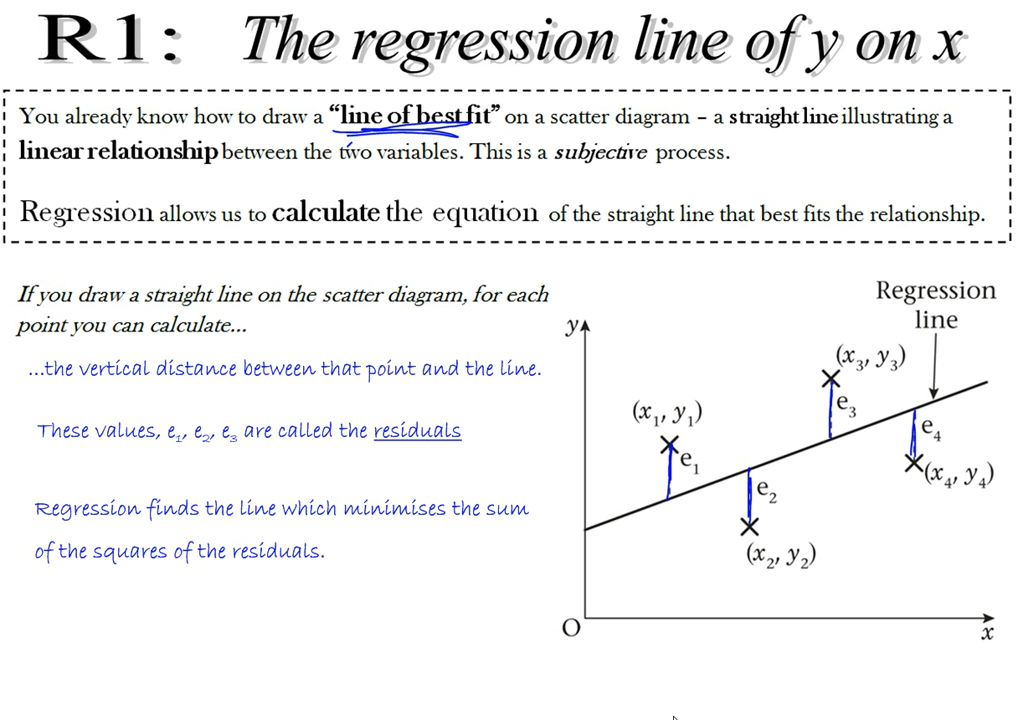 R1: The regression line of y on x
You already know how to draw a “line of best fit” on a scatter diagram – a straight line illustrating a
linear relationship between the two variables. This is a subjective process.
Regression allows us to calculate the equation of the straight line that best fits the relationship.
If you draw a straight line on the scatter diagram, for each
point you can calculate...
...the vertical distance between that point and the line.
These values, e₁, e₂, e₃ are called the residuals
Regression finds the line which minimises the sum
of the squares of the residuals.
Regression
line
y
(x₃, y₃)
e₃
(x₁, y₁)
e₁
e₄
(x₄, y₄)
e₂
(x₂, y₂)
O
x